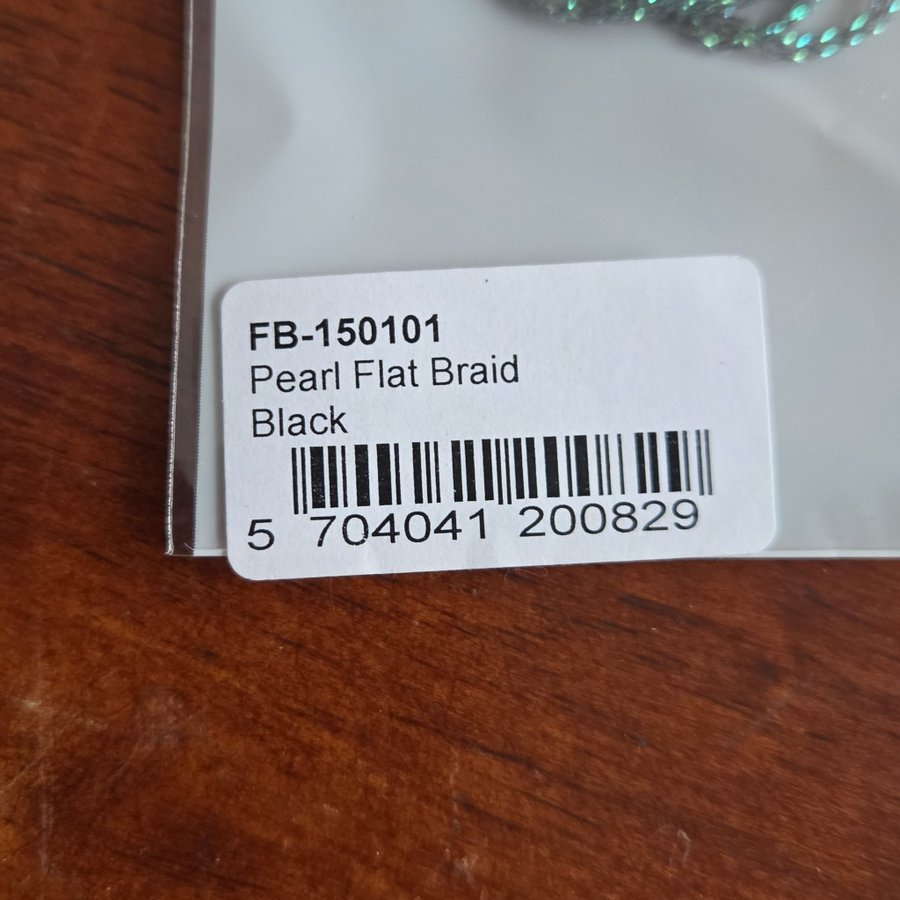 FB-150101
Pearl Flat Braid
Black
5 704041 200829